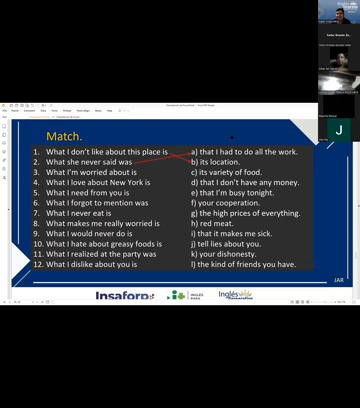 Match.
1. What I don't like about this place is
2. What she never said was
3. What I'm worried about is
4. What I love about New York is
5. What I need from you is
6. What I forgot to mention was
7. What I never eat is
8. What makes me really worried is
9. What I would never do is
10. What I hate about greasy foods is
11. What I realized at the party was
12. What I dislike about you is
a) that I had to do all the work.
b) its location.
c) its variety of food.
d) that I don't have any money.
e) that I'm busy tonight.
f) your cooperation.
g) the high prices of everything.
h) red meat.
i) that it makes me sick.
j) tell lies about you.
k) your dishonesty.
l) the kind of friends you have.
JAR
Insaforp